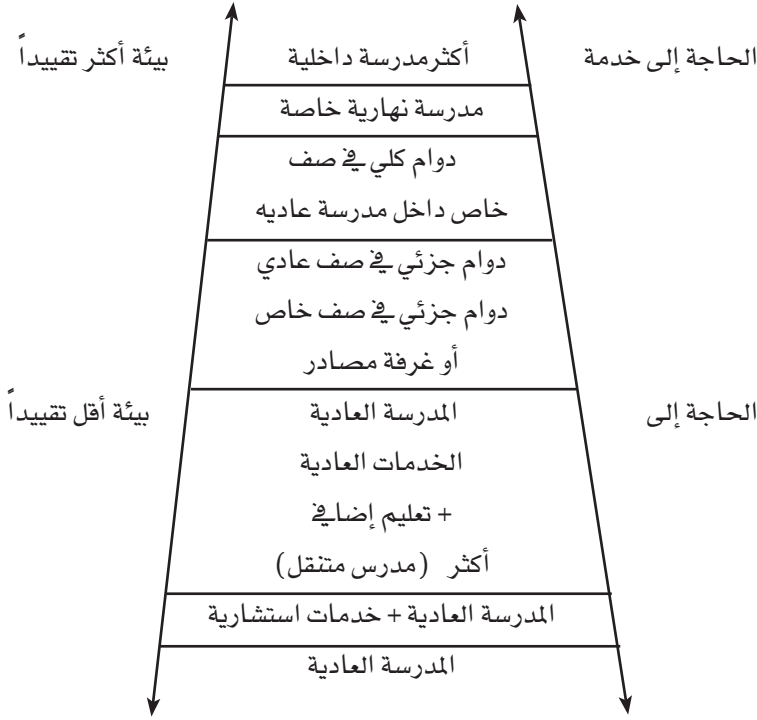 الحاجة إلى خدمة
أكثرمدرسة داخلية
بيئة أكثر تقييداً
مدرسة نهارية خاصة
دوام كلي في صف
خاص داخل مدرسة عاديه
دوام جزئي في صف عادي
دوام جزئي في صف خاص
أو غرفة مصادر
الحاجة إلى
المدرسة العادية
بيئة أقل تقييداً
الخدمات العادية
+ تعليم إضافي
أكثر (مدرس متنقل)
المدرسة العادية + خدمات استشارية
المدرسة العادية